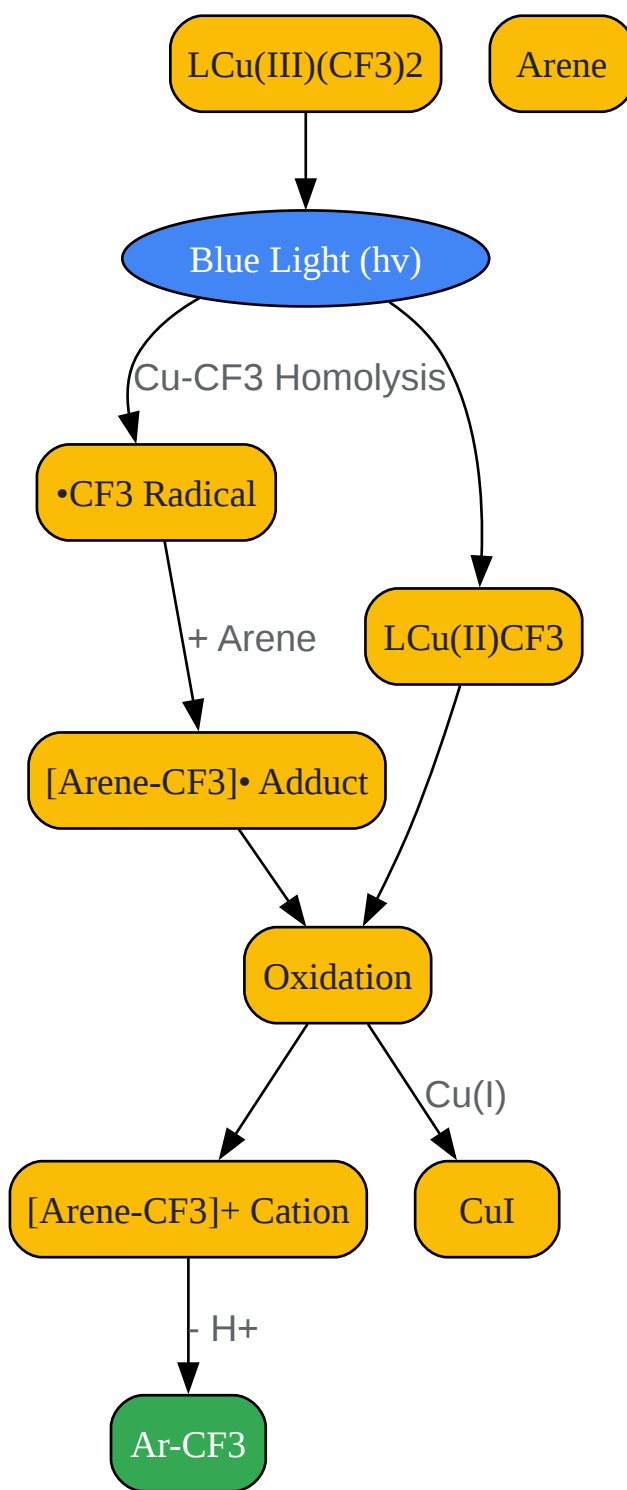 LCu(III)(CF3)2
Arene
Blue Light (hv)
Cu-CF3 Homolysis
•CF3 Radical
+ Arene
LCu(II)CF3
[Arene-CF3]• Adduct
Oxidation
Cu(I)
[Arene-CF3]+ Cation
CuI
- H+
Ar-CF3